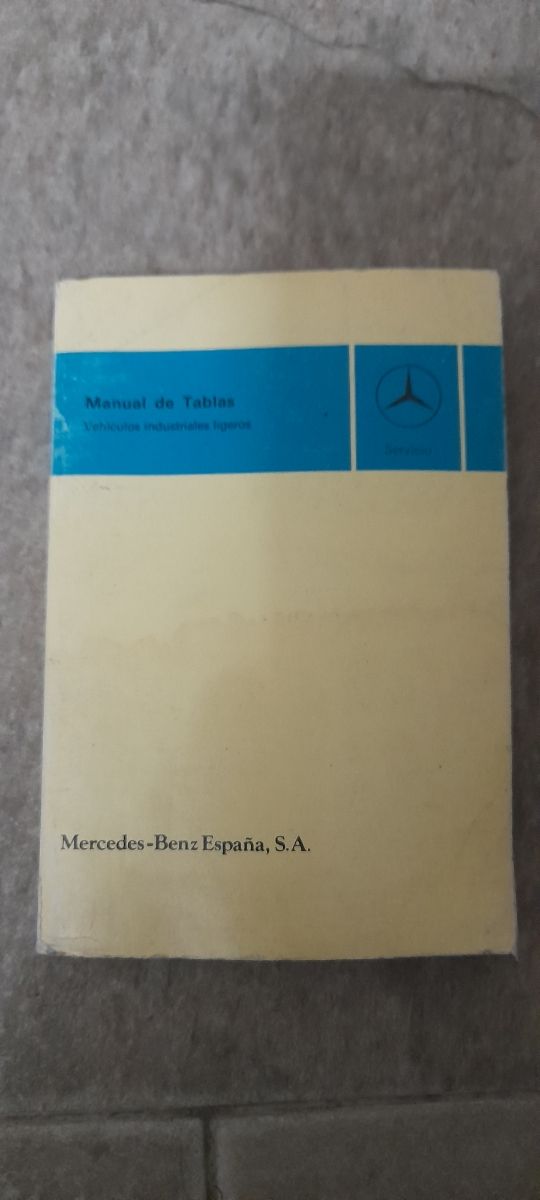 Manual de Tablas
Vehículos industriales ligeros
Servicio
Mercedes-Benz España, S.A.